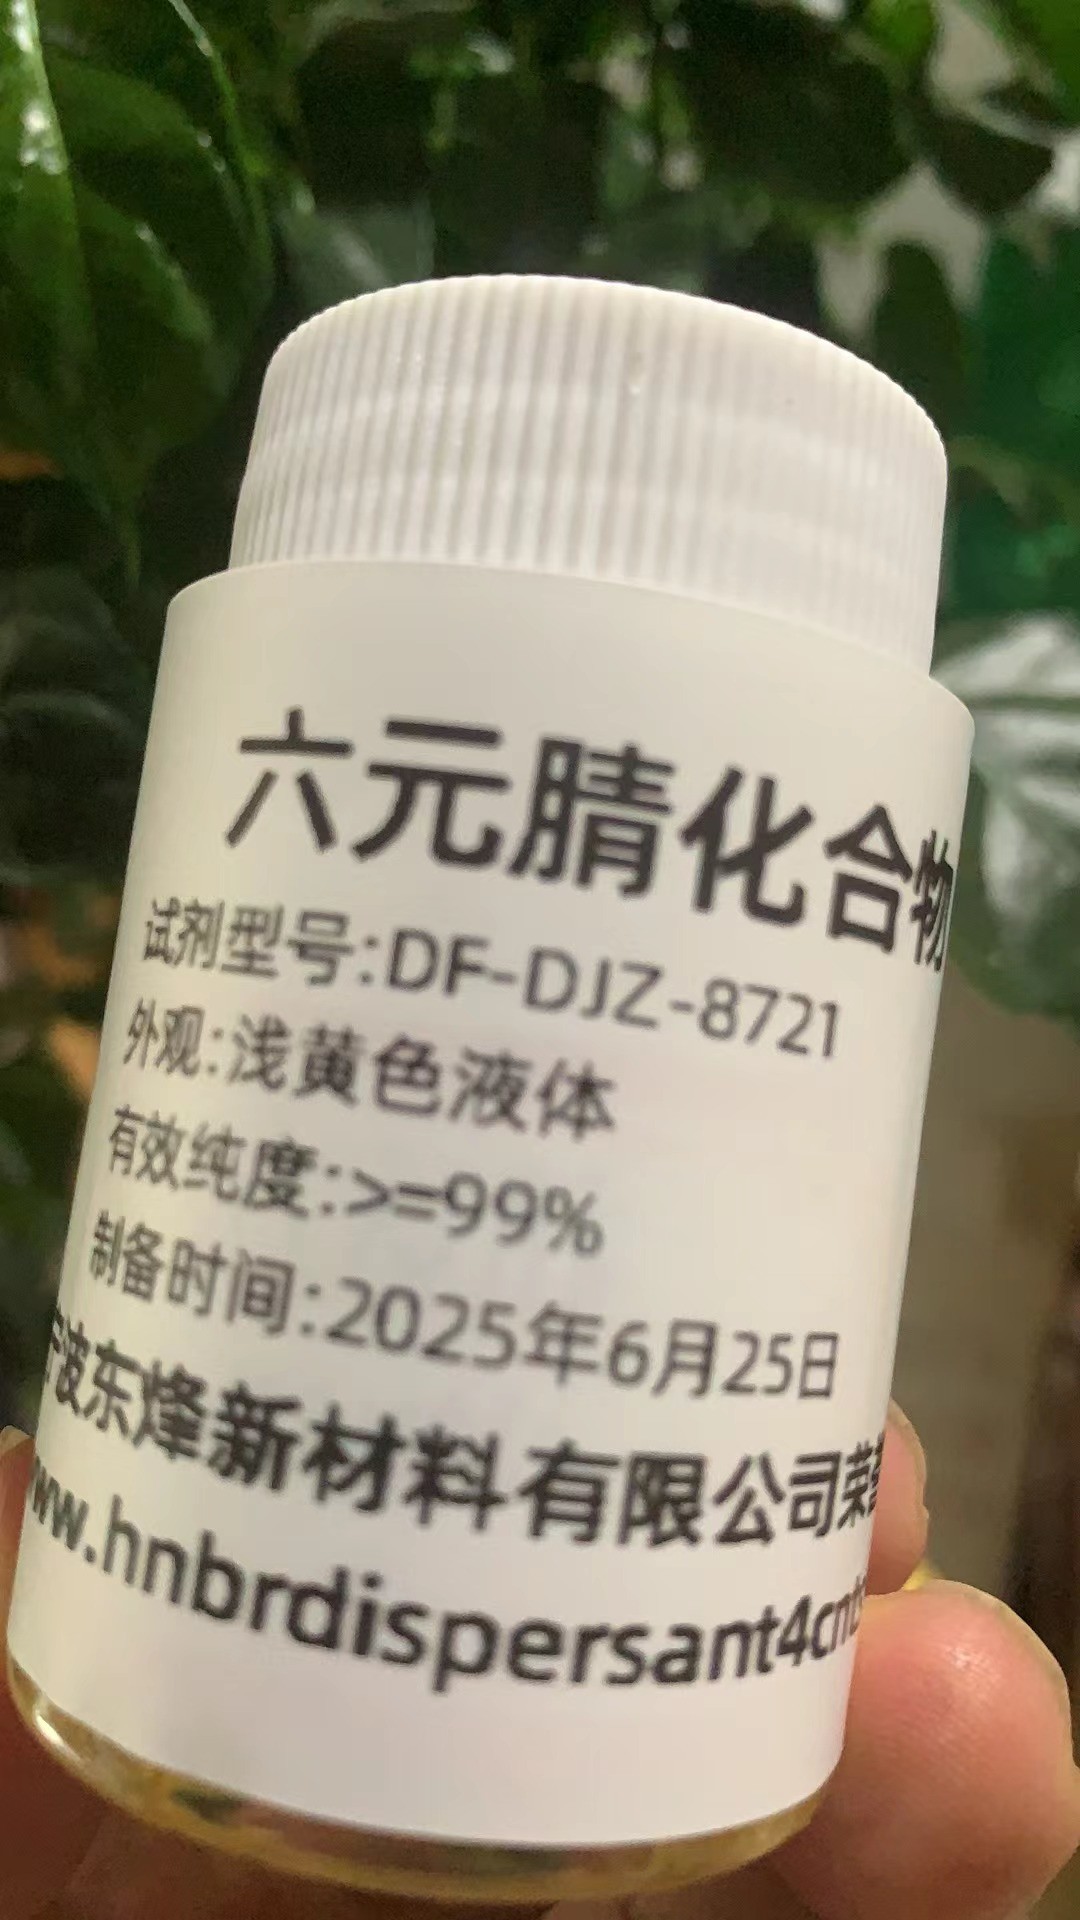 六元腈化合物
试剂型号:DF-DJZ-8721
外观:浅黄色液体
有效纯度:>=99%
制备时间:2025年6月25日
波东烽新材料有限公司荣
ww.hnbrdispersant4cnt